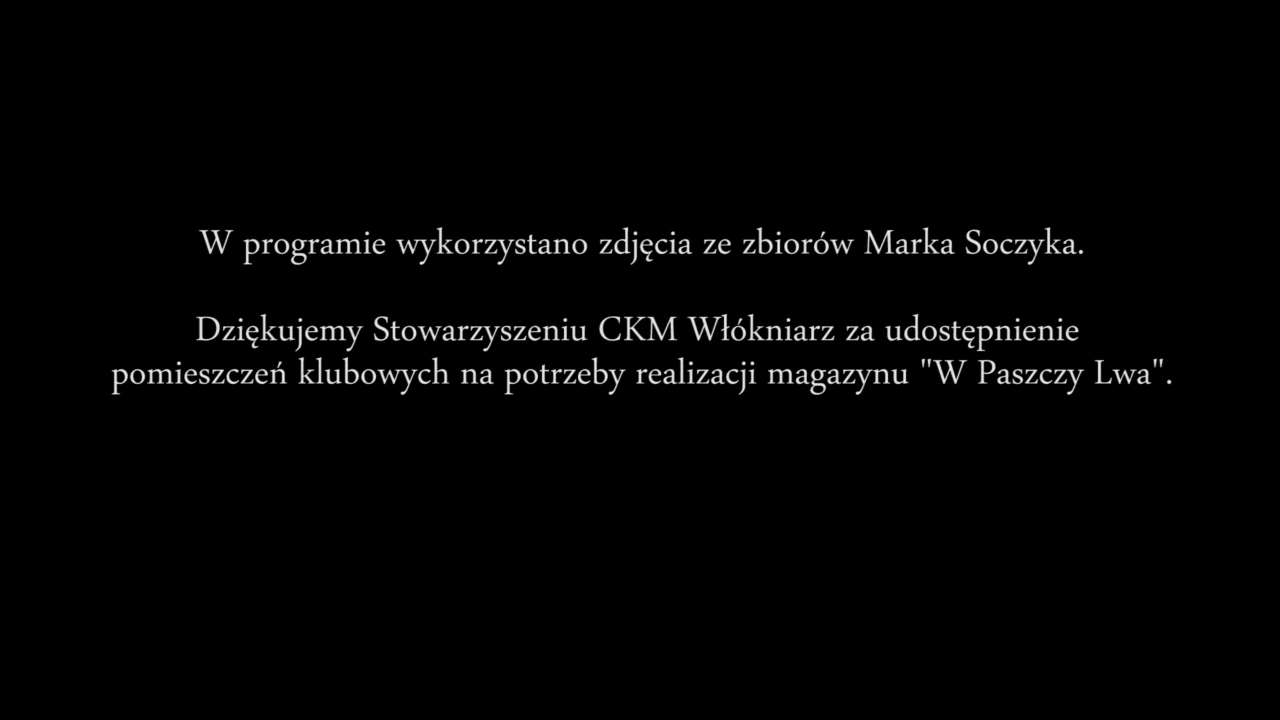 W programie wykorzystano zdjęcia ze zbiorów Marka Soczyka.
Dziękujemy Stowarzyszeniu CKM Włókniarz za udostępnienie
pomieszczeń klubowych na potrzeby realizacji magazynu "W Paszczy Lwa".